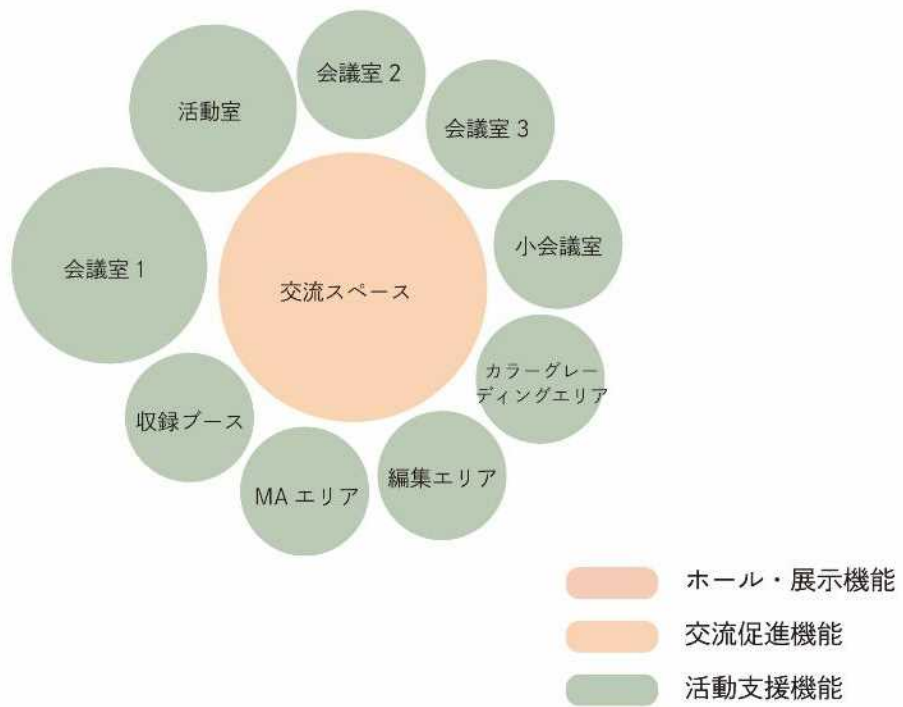 会議室 2
活動室
会議室 3
小会議室
会議室 1
交流スペース
カラーグレー
ディングエリア
収録ブース
編集エリア
MA エリア
ホール・展示機能
交流促進機能
活動支援機能